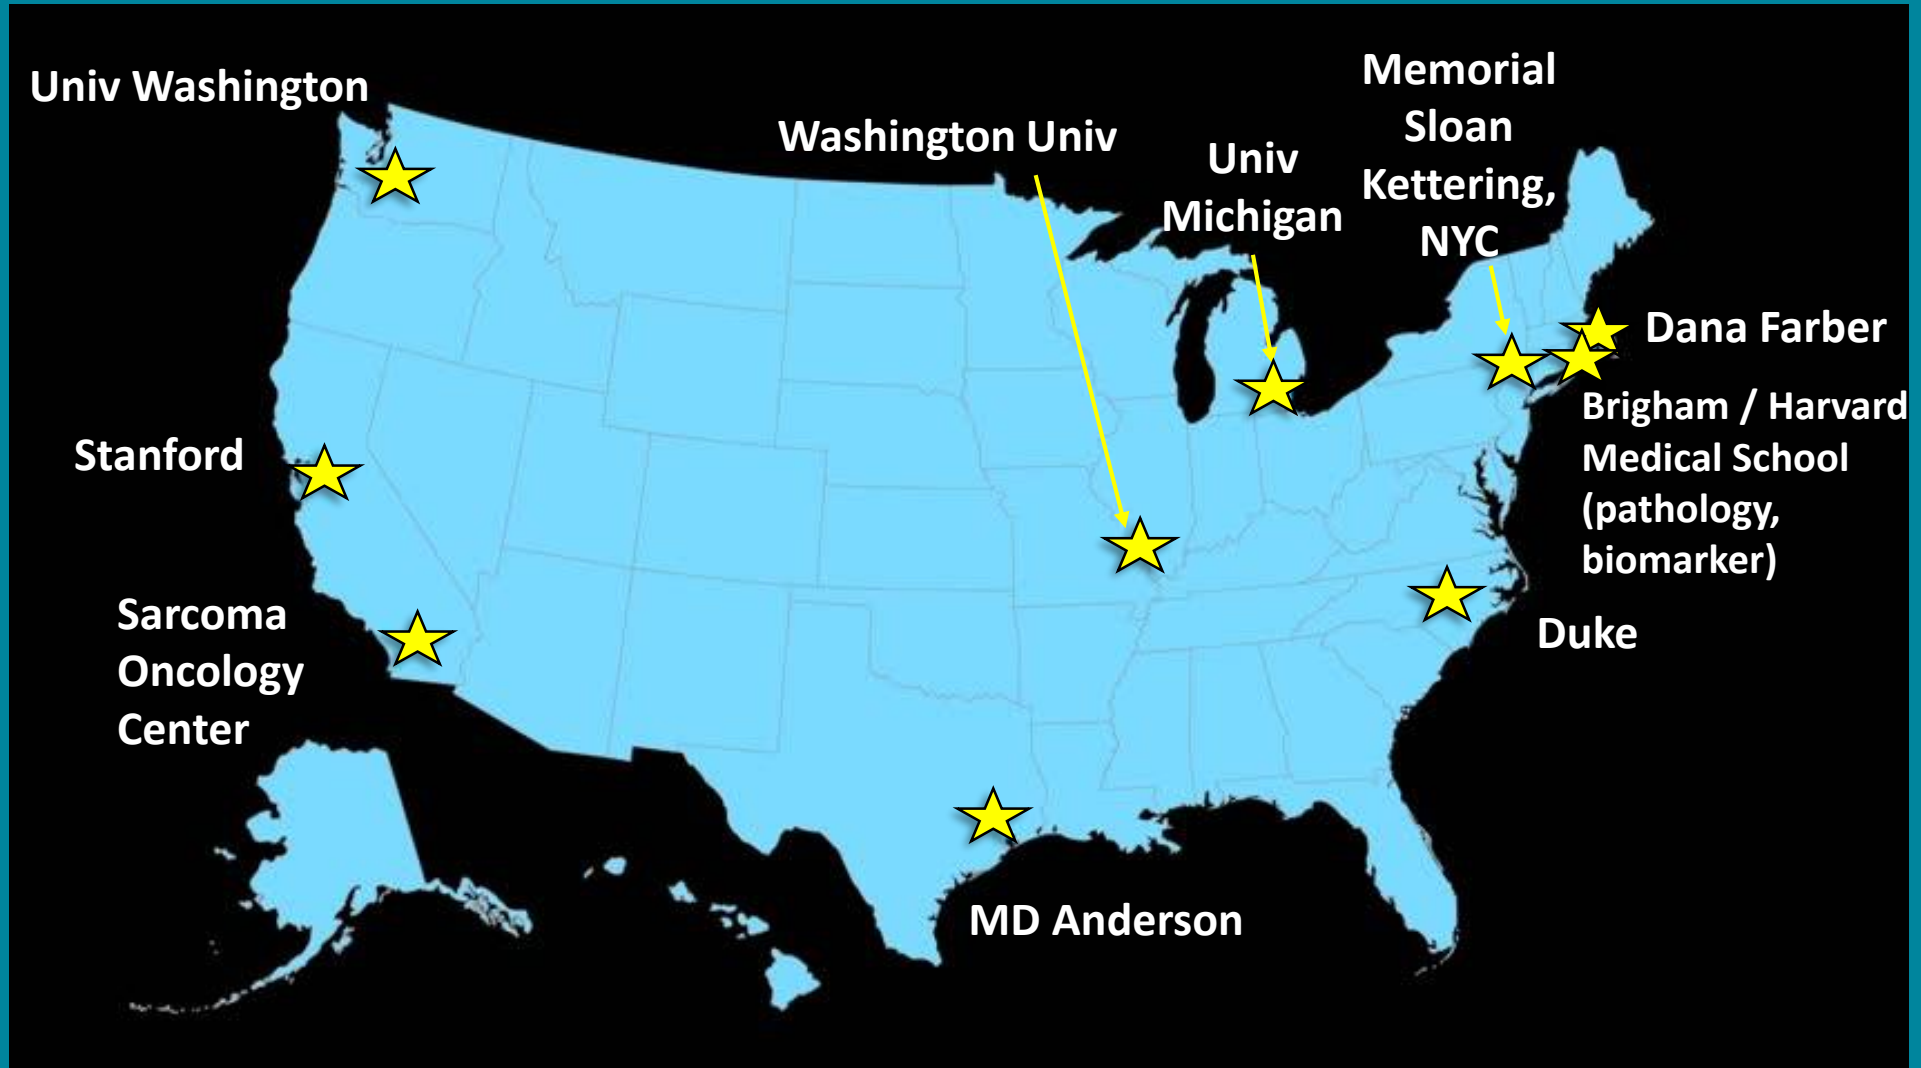 Univ Washington
Washington Univ
Univ
Michigan
Memorial
Sloan
Kettering,
NYC
Dana Farber
Brigham / Harvard
Medical School
(pathology,
biomarker)
Stanford
Sarcoma
Oncology
Center
Duke
MD Anderson